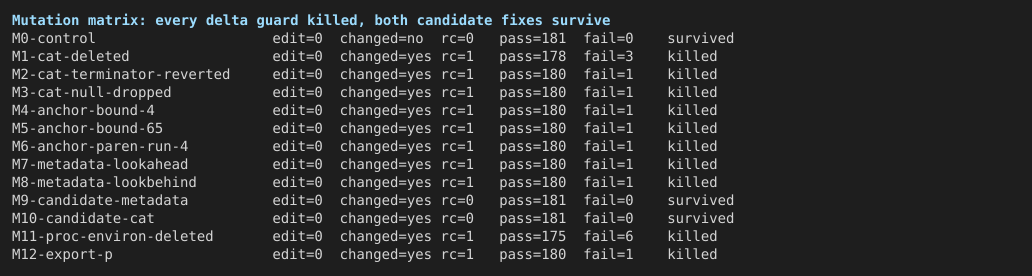 Mutation matrix: every delta guard killed, both candidate fixes survive
M0-control edit=0 changed=no rc=0 pass=181 fail=0 survived
M1-cat-deleted edit=0 changed=yes rc=1 pass=178 fail=3 killed
M2-cat-terminator-reverted edit=0 changed=yes rc=1 pass=180 fail=1 killed
M3-cat-null-dropped edit=0 changed=yes rc=1 pass=180 fail=1 killed
M4-anchor-bound-4 edit=0 changed=yes rc=1 pass=180 fail=1 killed
M5-anchor-bound-65 edit=0 changed=yes rc=1 pass=180 fail=1 killed
M6-anchor-paren-run-4 edit=0 changed=yes rc=1 pass=180 fail=1 killed
M7-metadata-lookahead edit=0 changed=yes rc=1 pass=180 fail=1 killed
M8-metadata-lookbehind edit=0 changed=yes rc=1 pass=180 fail=1 killed
M9-candidate-metadata edit=0 changed=yes rc=0 pass=181 fail=0 survived
M10-candidate-cat edit=0 changed=yes rc=0 pass=181 fail=0 survived
M11-proc-environ-deleted edit=0 changed=yes rc=1 pass=175 fail=6 killed
M12-export-p edit=0 changed=yes rc=1 pass=180 fail=1 killed